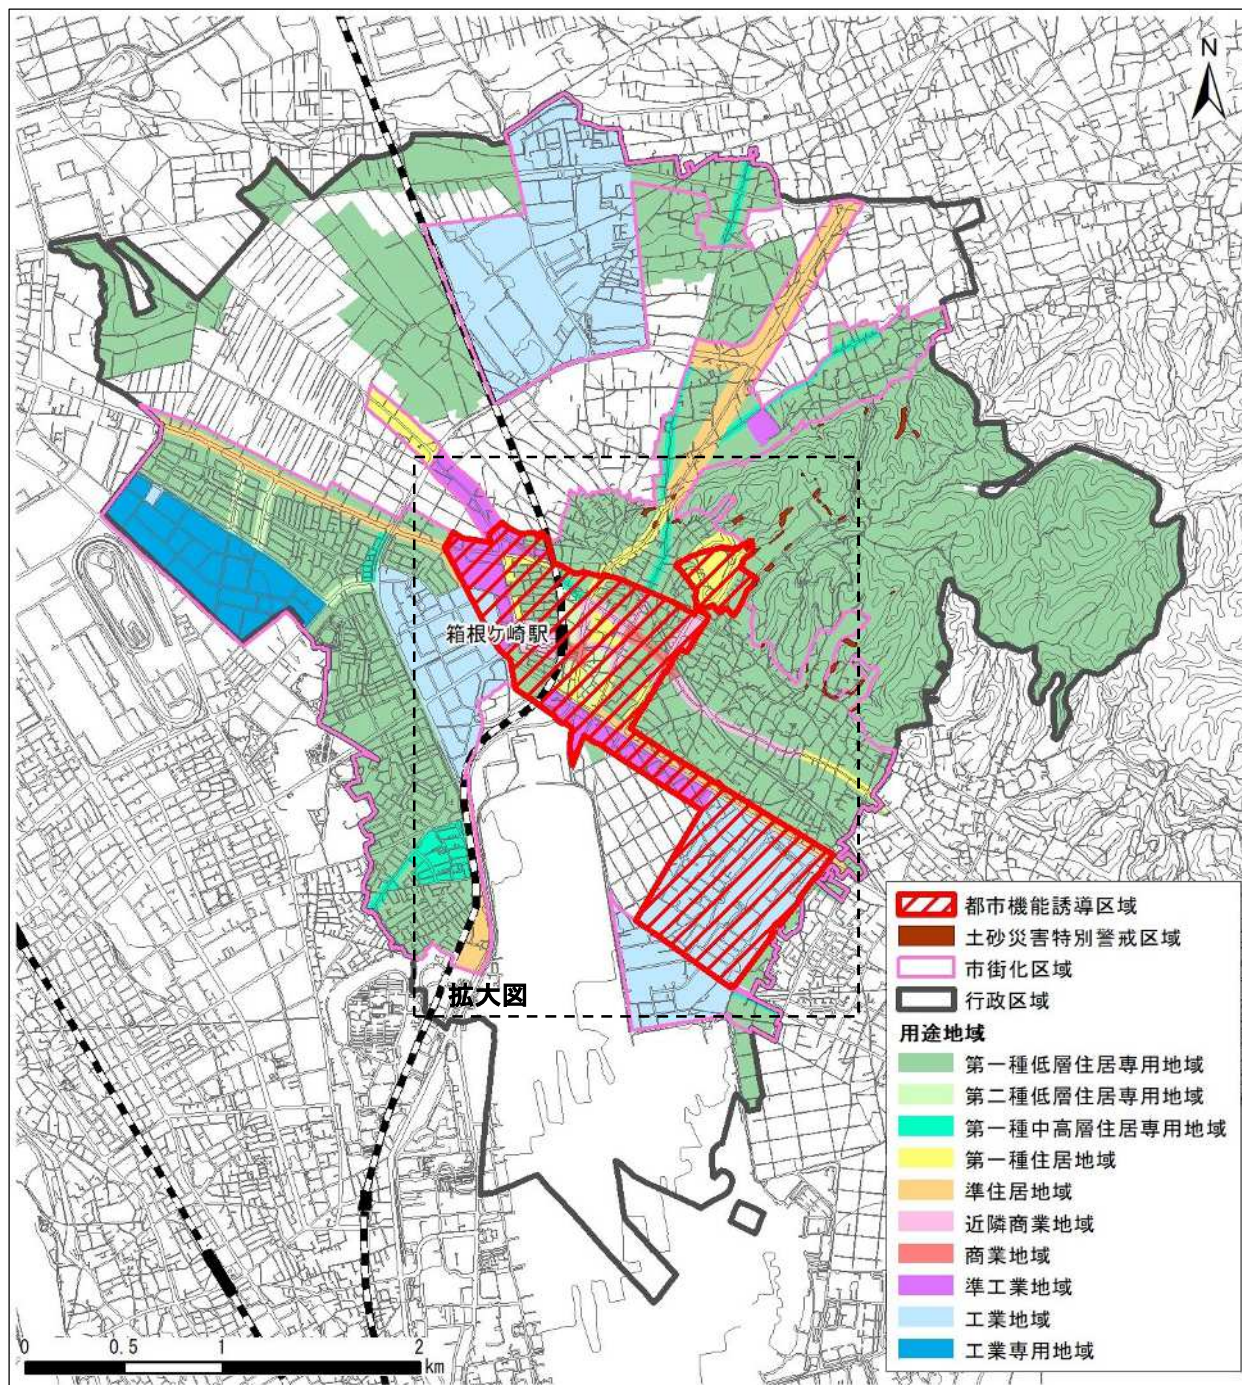 N
箱根ケ崎駅
拡大図
都市機能誘導区域
土砂災害特別警戒区域
市街化区域
行政区域
用途地域
第一種低層住居専用地域
第二種低層住居専用地域
第一種中高層住居専用地域
第一種住居地域
準住居地域
近隣商業地域
商業地域
準工業地域
工業地域
工業専用地域
0 0.5 1 2
km